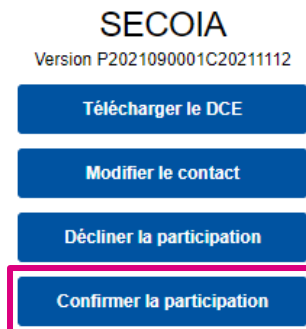 SECOIA
Version P2021090001C20211112
Télécharger le DCE
Modifier le contact
Décliner la participation
Confirmer la participation